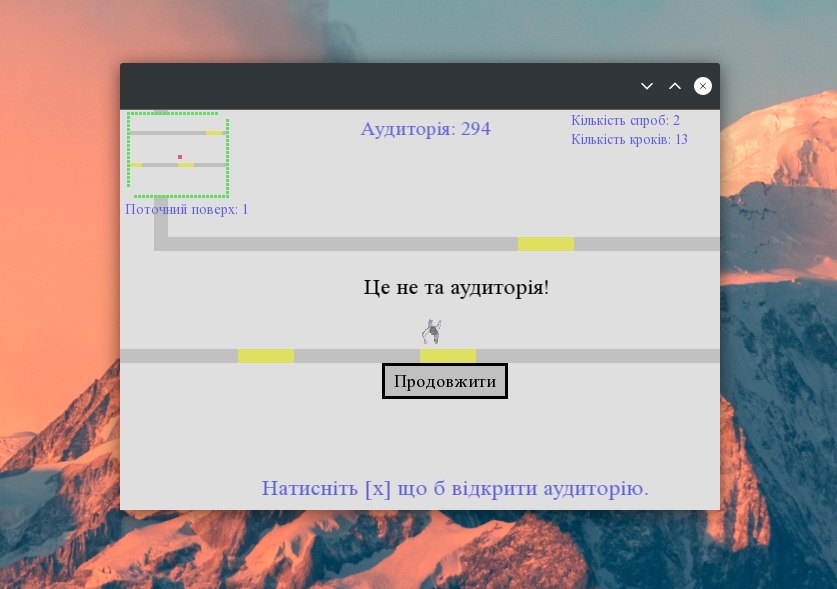 Аудиторія: 294
Кількість спроб: 2
Кількість кроків: 13
Поточний поверх: 1
Це не та аудиторія!
Продовжити
Натисніть [x] що б відкрити аудиторію.